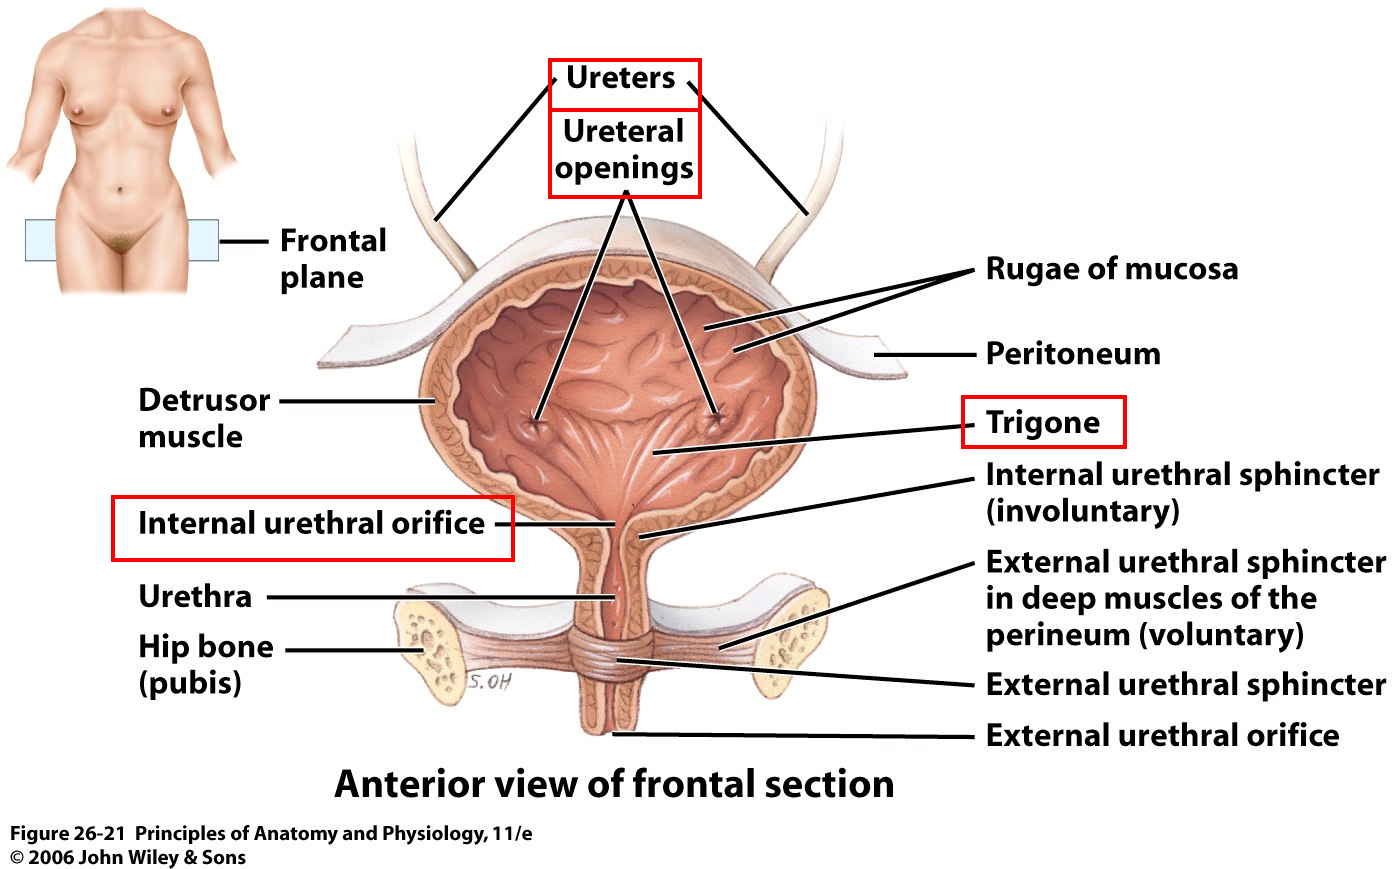 Ureters
Ureteral
openings
Frontal
plane
Rugae of mucosa
Peritoneum
Detrusor
muscle
Trigone
Internal urethral sphincter
(involuntary)
Internal urethral orifice
External urethral sphincter
in deep muscles of the
perineum (voluntary)
Urethra
Hip bone
(pubis)
S.OH
External urethral sphincter
External urethral orifice
Anterior view of frontal section
Figure 26-21 Principles of Anatomy and Physiology, 11/e
© 2006 John Wiley & Sons